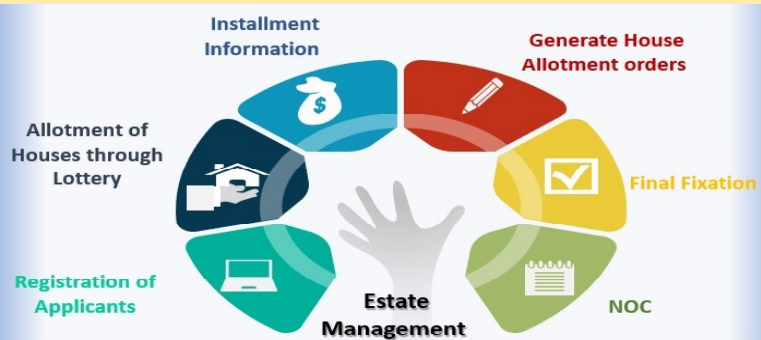 Installment
Information
Generate House
Allotment orders
Allotment of
Houses through
Lottery
Final Fixation
Registration of
Applicants
NOC
Estate
Management
$